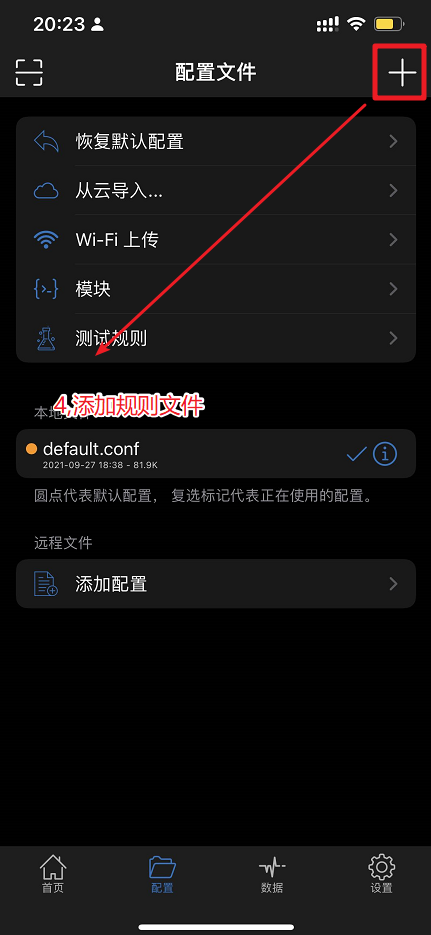 20:23
配置文件
恢复默认配置
从云导入...
Wi-Fi 上传
模块
测试规则
4.添加规则文件
本地
default.conf
2021-09-27 18:38 - 81.9K
圆点代表默认配置， 复选标记代表正在使用的配置。
远程文件
添加配置
首页
配置
数据
设置